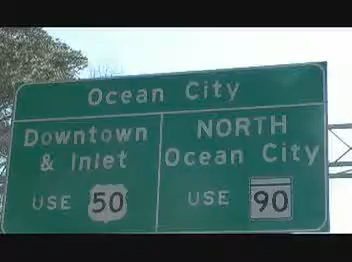 Ocean City
Downtown
& Inlet
USE 50
NORTH
Ocean City
USE 90